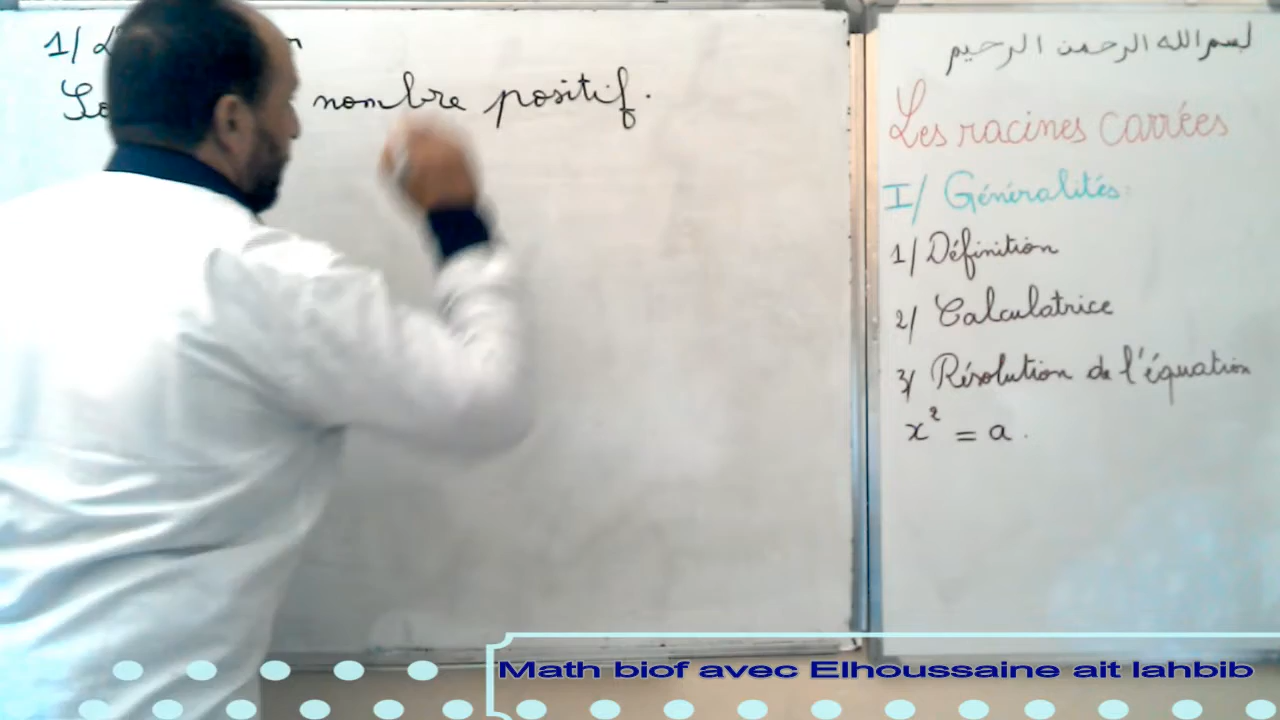 1/
nombre positif.
بسم الله الرحمن الرحيم
Les racines carrées
I/ Généralités:
1/ Définition
2/ Calculatrice
3/ Résolution de l'équation
x² = a.
Math biof avec Elhoussaine ait lahbib